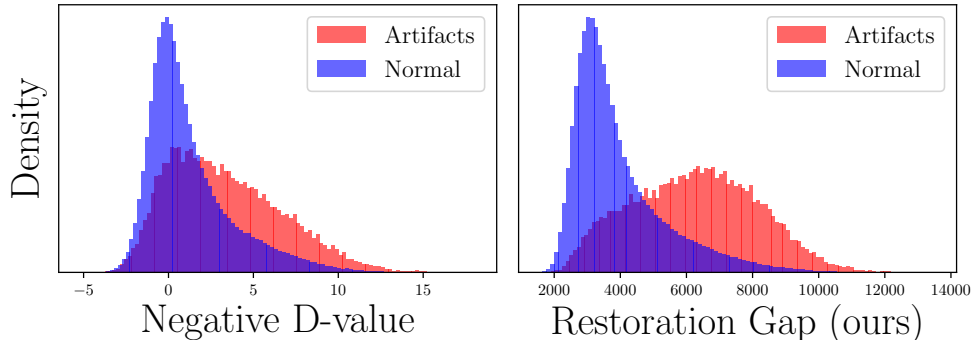 Density
Artifacts
Normal
−5
0
5
10
15
Negative D-value
Artifacts
Normal
2000
4000
6000
8000
10000
12000
14000
Restoration Gap (ours)